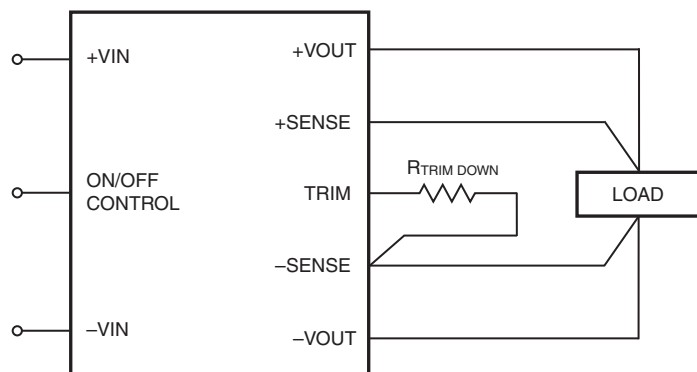 +VIN
ON/OFF
CONTROL
–VIN
+VOUT
+SENSE
TRIM
–SENSE
–VOUT
RTRIM DOWN
LOAD